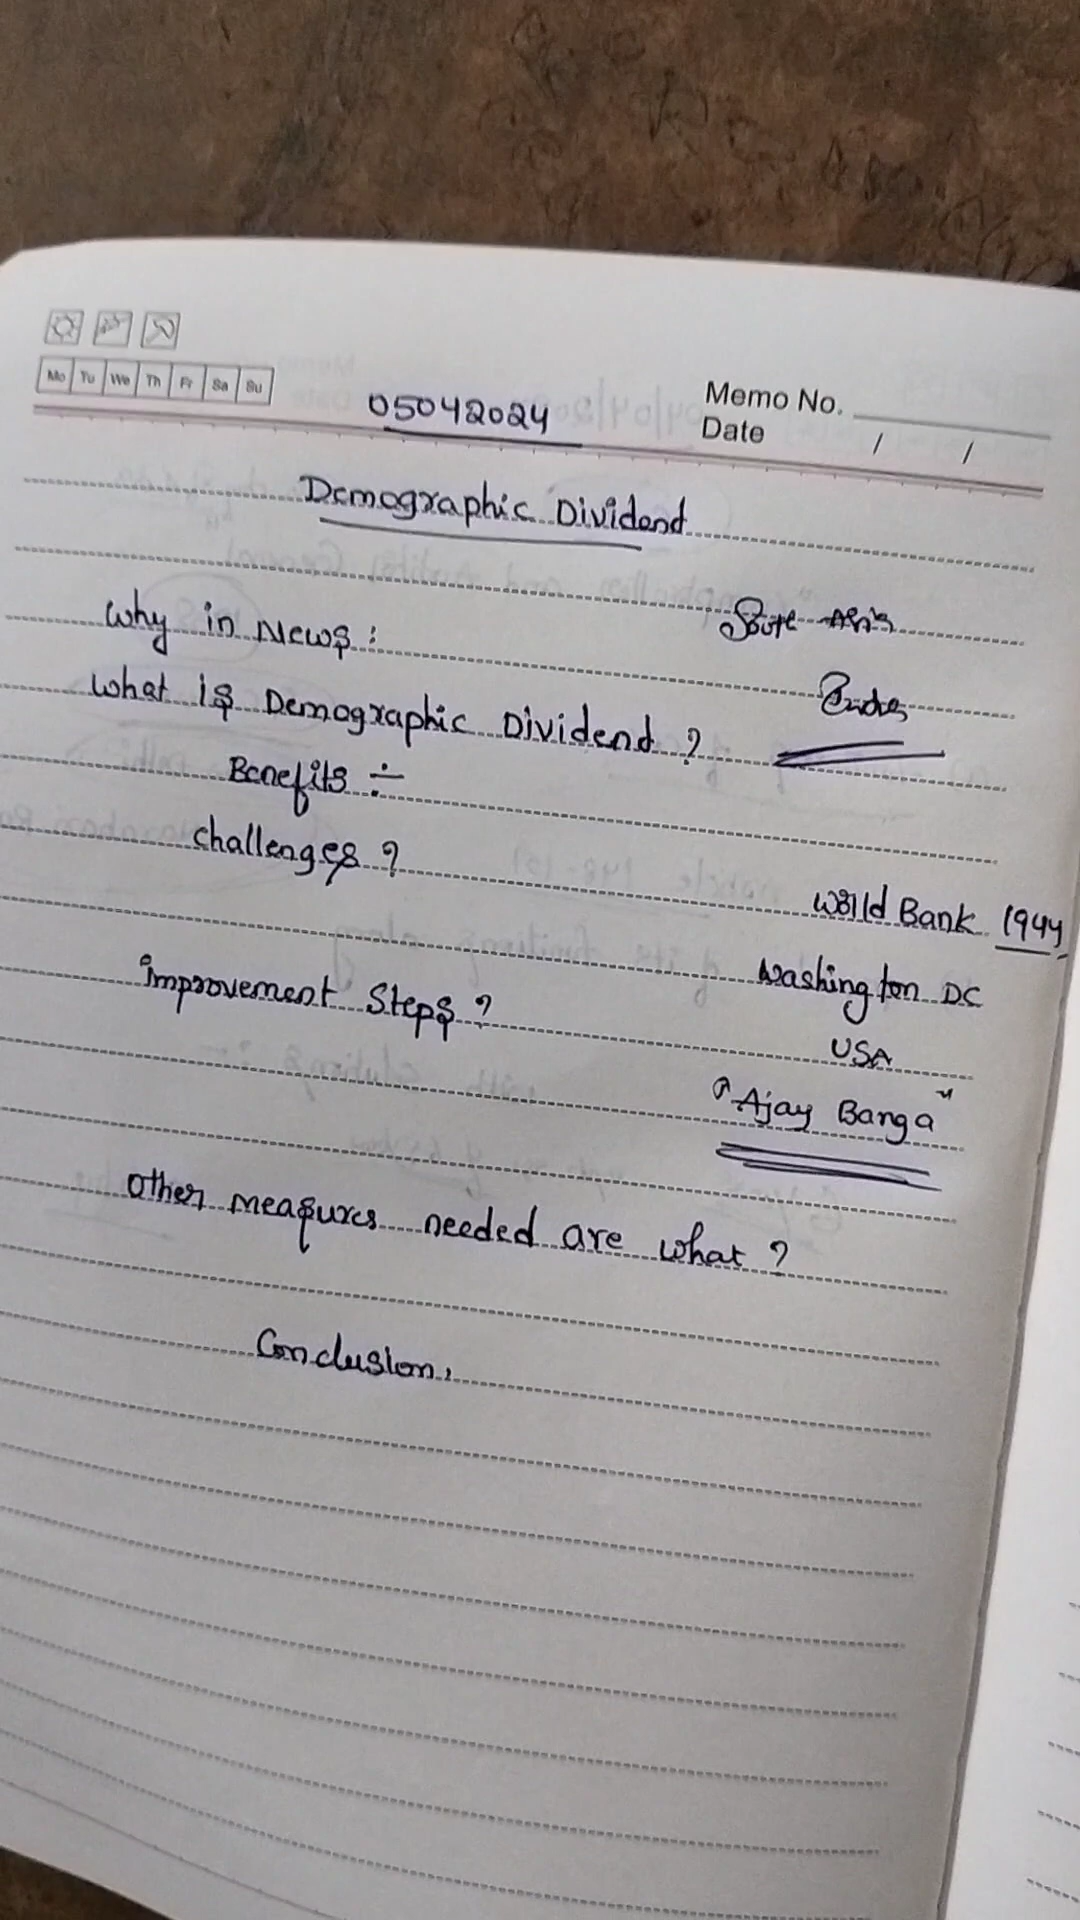 Mo Tu We Th Fr Sa Su
Memo No.
05042024
Date / /
Demographic Dividend
Why in News:
What is Demographic Dividend?
Benefits ÷
challenges?
World Bank 1944
Washington DC
improvement Steps?
USA
"Ajay Banga"
Other measures needed are what?
Conclusion: